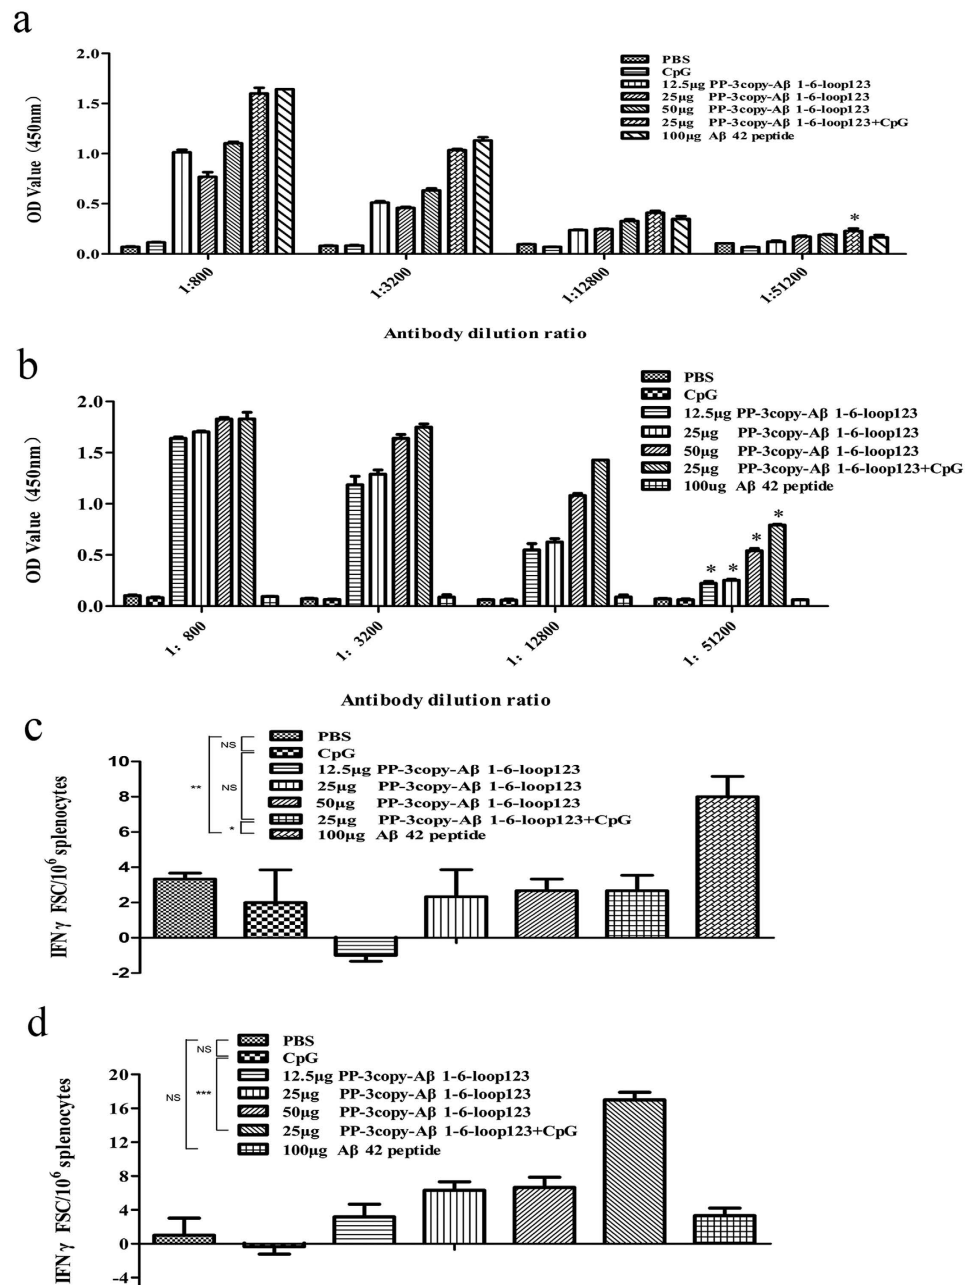 a
2.0
1.5
1.0
0.5
0.0
OD Value (450nm)
PBS
CpG
12.5μg PP-3copy-Aβ 1-6-loop123
25μg PP-3copy-Aβ 1-6-loop123
50μg PP-3copy-Aβ 1-6-loop123
25μg PP-3copy-Aβ 1-6-loop123+CpG
100μg Aβ 42 peptide
*
1:800
1:3200
1:12800
1:51200
Antibody dilution ratio
b
2.0
1.5
1.0
0.5
0.0
OD Value (450nm)
PBS
CpG
12.5μg PP-3copy-Aβ 1-6-loop123
25μg PP-3copy-Aβ 1-6-loop123
50μg PP-3copy-Aβ 1-6-loop123
25μg PP-3copy-Aβ 1-6-loop123+CpG
100ug Aβ 42 peptide
* * * *
1: 800
1: 3200
1: 12800
1: 51200
Antibody dilution ratio
c
10
8
6
4
2
0
-2
IFNγ FSC/10⁶ splenocytes
NS
**
NS
*
PBS
CpG
12.5μg PP-3copy-Aβ 1-6-loop123
25μg PP-3copy-Aβ 1-6-loop123
50μg PP-3copy-Aβ 1-6-loop123
25μg PP-3copy-Aβ 1-6-loop123+CpG
100μg Aβ 42 peptide
d
20
16
12
8
4
0
-4
IFNγ FSC/10⁶ splenocytes
NS
NS
***
PBS
CpG
12.5μg PP-3copy-Aβ 1-6-loop123
25μg PP-3copy-Aβ 1-6-loop123
50μg PP-3copy-Aβ 1-6-loop123
25μg PP-3copy-Aβ 1-6-loop123+CpG
100μg Aβ 42 peptide